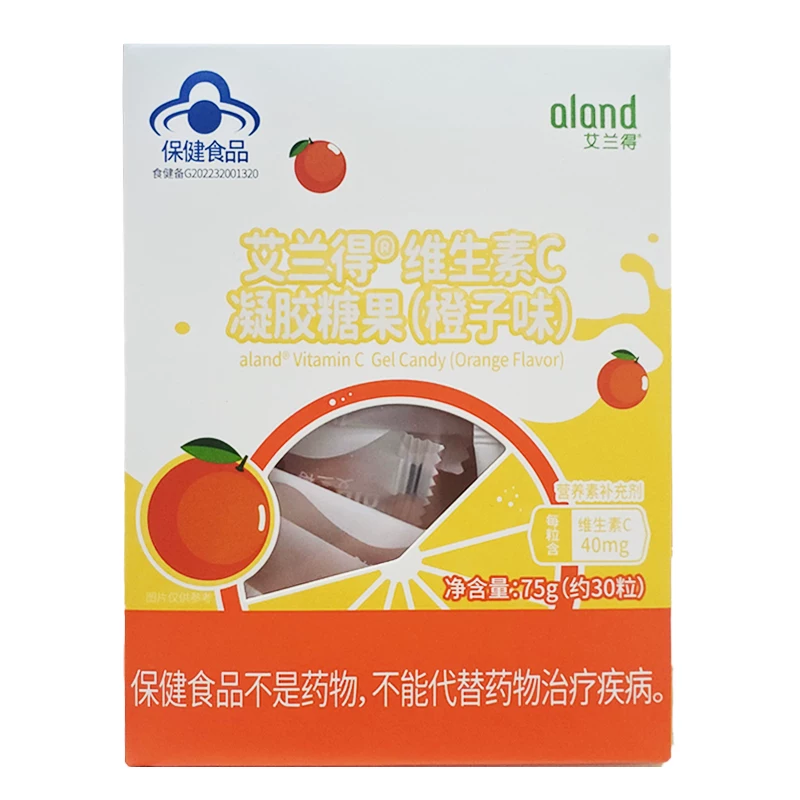 保健食品
食健备G202232001320
aland
艾兰得®
艾兰得®维生素C
凝胶糖果(橙子味)
aland® Vitamin C Gel Candy (Orange Flavor)
营养素补充剂
每粒含
维生素C
40mg
净含量:75g(约30粒)
图片仅供参考
保健食品不是药物,不能代替药物治疗疾病。